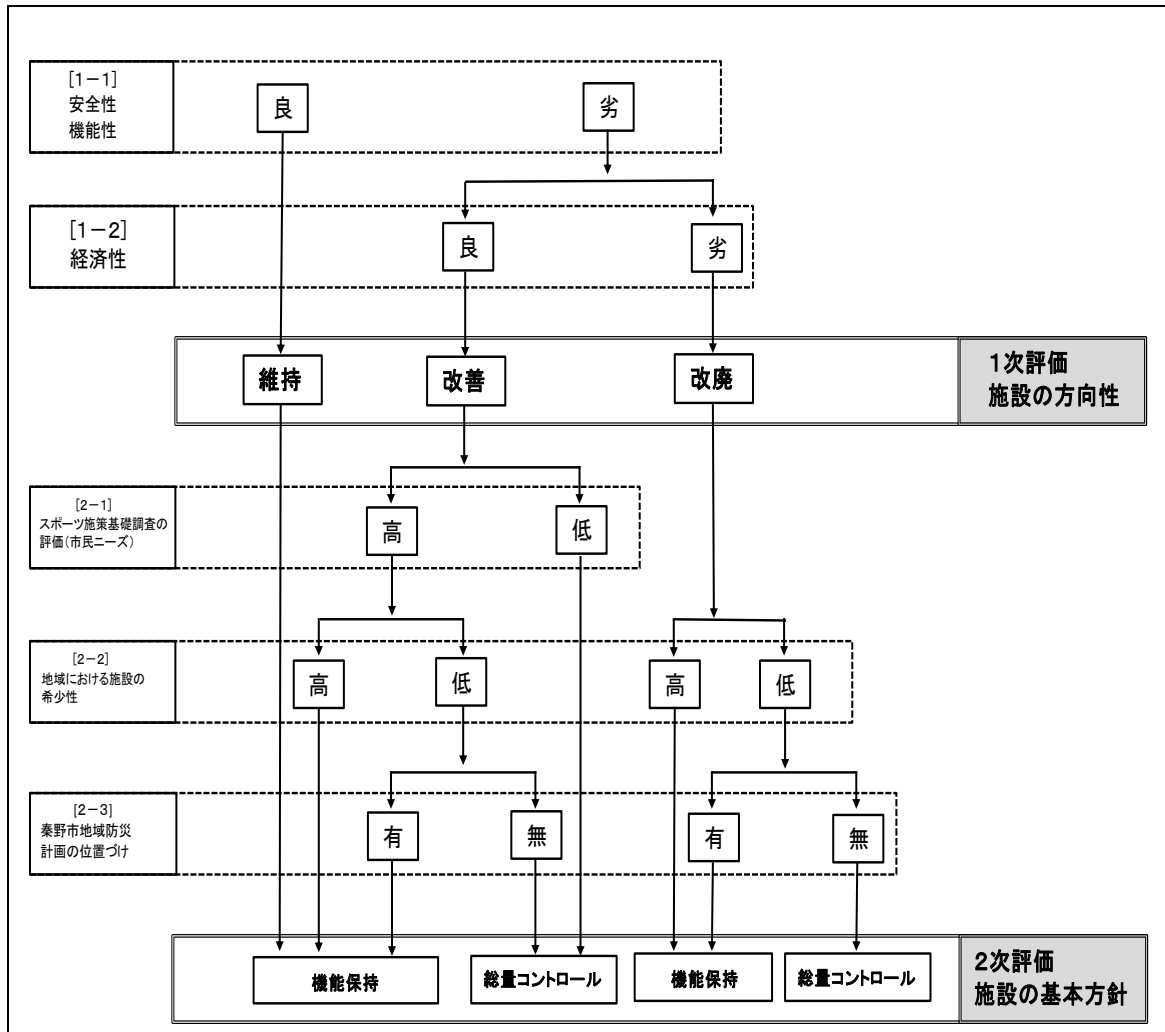 [1－1]
安全性
機能性
良
劣
[1－2]
経済性
良
劣
維持
改善
改廃
1次評価
施設の方向性
[2－1]
スポーツ施策基礎調査の
評価(市民ニーズ)
高
低
[2－2]
地域における施設の
希少性
高
低
高
低
[2－3]
秦野市地域防災
計画の位置づけ
有
無
有
無
機能保持
総量コントロール
機能保持
総量コントロール
2次評価
施設の基本方針